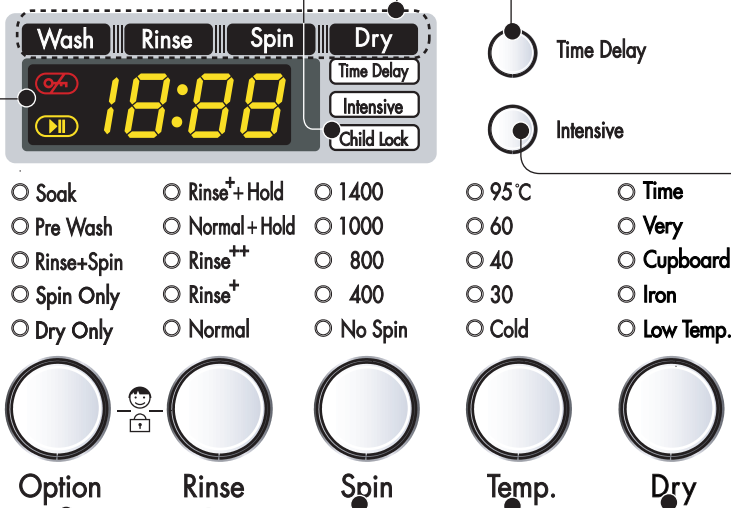 Wash Rinse Spin Dry
18:88
Time Delay
Intensive
Child Lock
Time Delay
Intensive
Soak
Pre Wash
Rinse+Spin
Spin Only
Dry Only
Rinse⁺+Hold
Normal+Hold
Rinse⁺⁺
Rinse⁺
Normal
1400
1000
800
400
No Spin
95℃
60
40
30
Cold
Time
Very
Cupboard
Iron
Low Temp.
Option Rinse Spin Temp. Dry